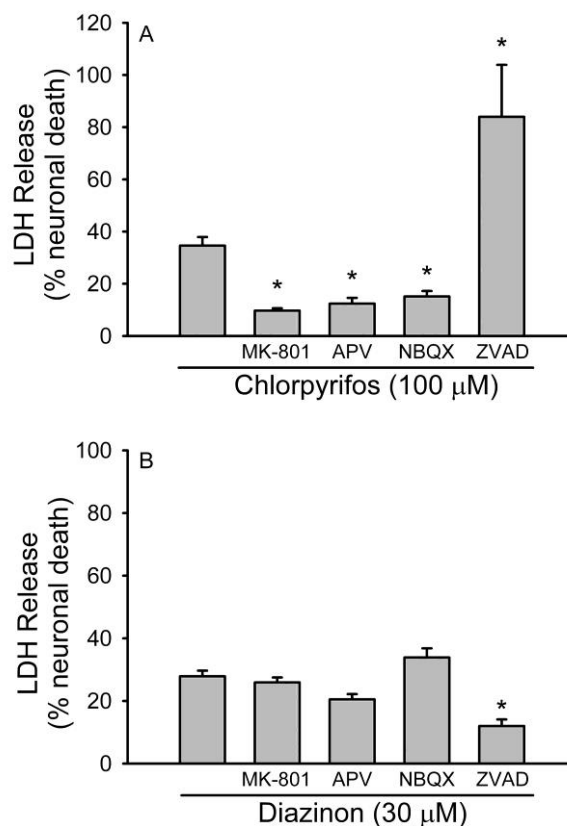 A
LDH Release
(% neuronal death)
120
100
80
60
40
20
0
*
*
*
*
MK-801 APV NBQX ZVAD
Chlorpyrifos (100 μM)
B
LDH Release
(% neuronal death)
100
80
60
40
20
0
*
MK-801 APV NBQX ZVAD
Diazinon (30 μM)